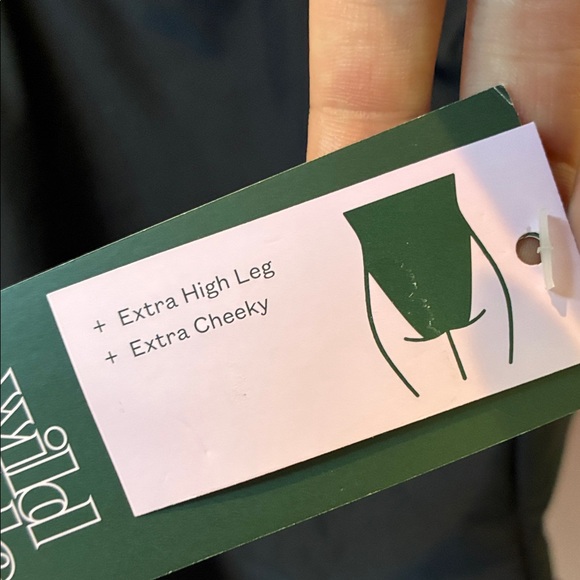 + Extra High Leg
+ Extra Cheeky
wild